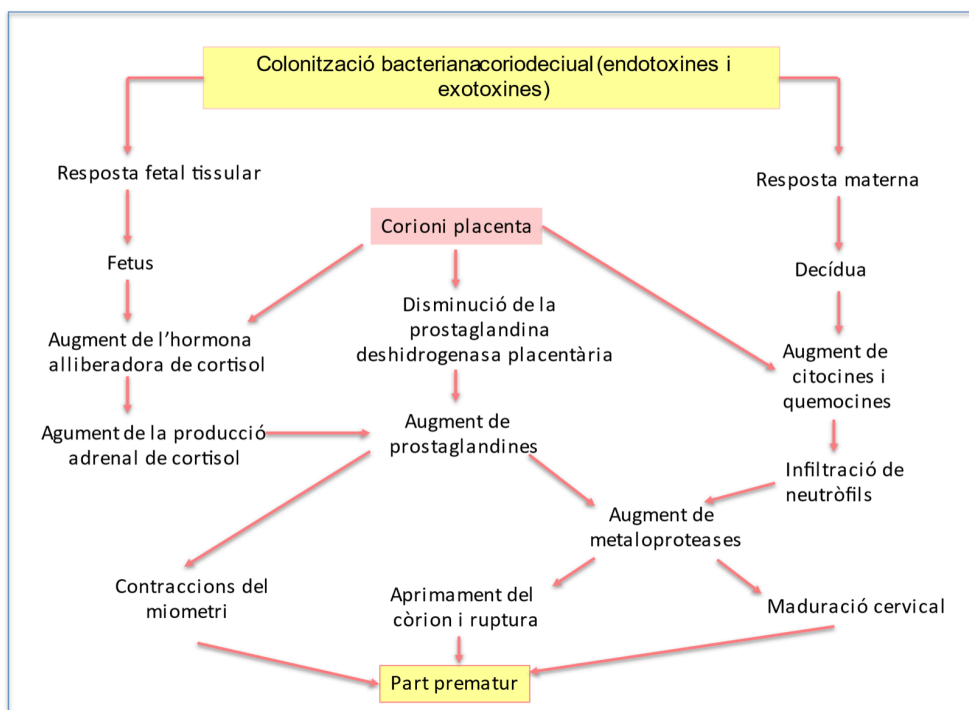 Colonització bacterianacoriodeciual (endotoxines i
exotoxines)
Resposta fetal tissular
Resposta materna
Corioni placenta
Fetus
Decídua
Disminució de la
prostaglandina
deshidrogenasa placentària
Augment de l’hormona
alliberadora de cortisol
Augment de
citocines i
quemocines
Agument de la producció
adrenal de cortisol
Augment de
prostaglandines
Infiltració de
neutròfils
Augment de
metaloproteases
Contraccions del
miometri
Aprimament del
còrion i ruptura
Maduració cervical
Part prematur